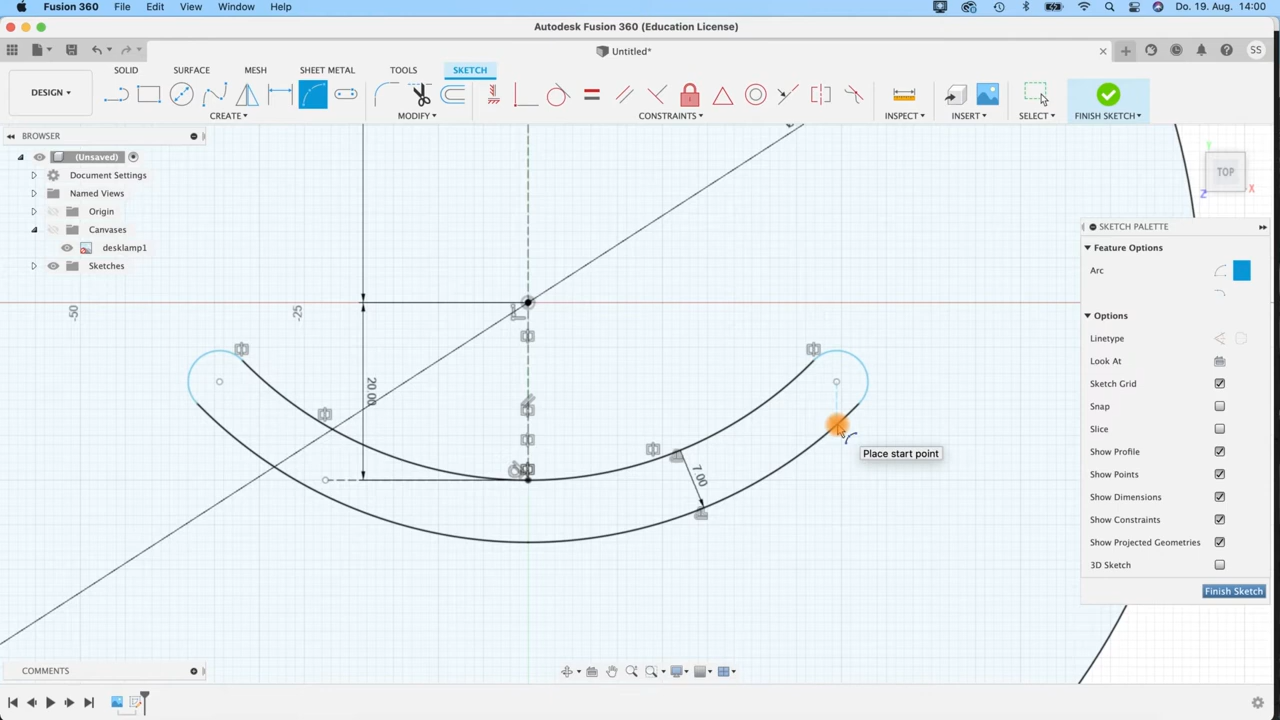 Fusion 360 File Edit View Window Help Do. 19. Aug. 14:00
Autodesk Fusion 360 (Education License)
Untitled* SS
DESIGN SOLID SURFACE MESH SHEET METAL TOOLS SKETCH
CREATE MODIFY CONSTRAINTS INSPECT INSERT SELECT FINISH SKETCH
BROWSER
(Unsaved)
Document Settings
Named Views
Origin
Canvases
desklamp1
Sketches
TOP
Y
X
Z
-50
-25
20.00
7.00
Place start point
SKETCH PALETTE
Feature Options
Arc
Options
Linetype
Look At
Sketch Grid
Snap
Slice
Show Profile
Show Points
Show Dimensions
Show Constraints
Show Projected Geometries
3D Sketch
Finish Sketch
COMMENTS